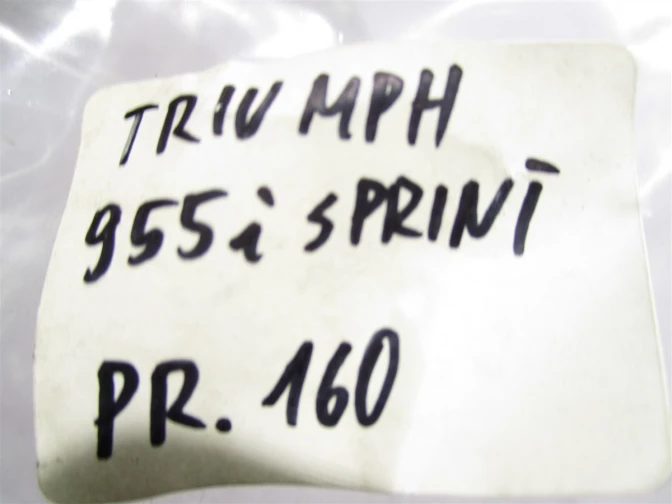 TRIUMPH
955i SPRINT
PR. 160